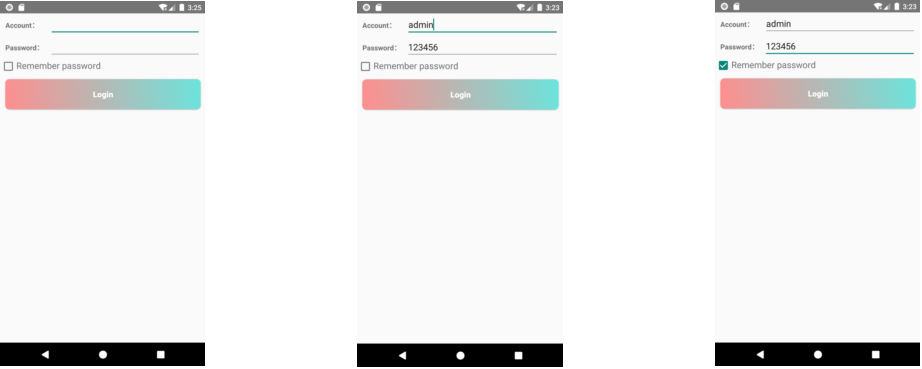 3:25
Account:
Password:
Remember password
Login
3:23
Account: admin
Password: 123456
Remember password
Login
3:23
Account: admin
Password: 123456
Remember password
Login